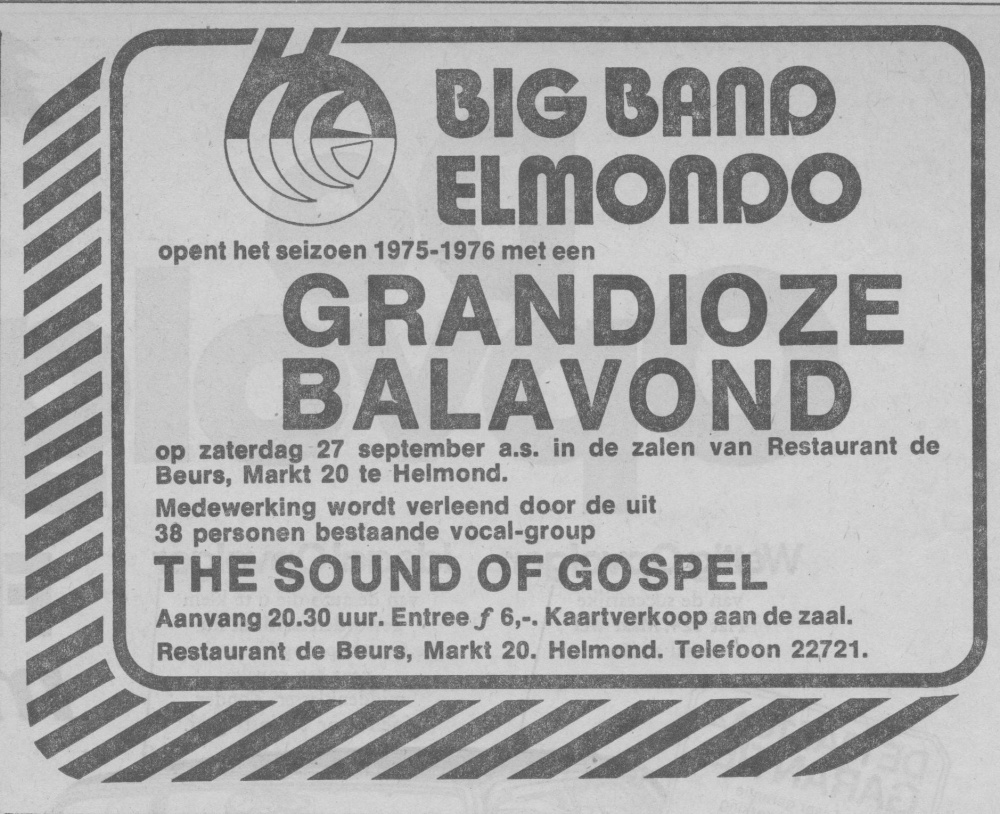 BIG BAND
ELMONDO
opent het seizoen 1975-1976 met een
GRANDIOZE
BALAVOND
op zaterdag 27 september a.s. in de zalen van Restaurant de
Beurs, Markt 20 te Helmond.
Medewerking wordt verleend door de uit
38 personen bestaande vocal-group
THE SOUND OF GOSPEL
Aanvang 20.30 uur. Entree ƒ 6,-. Kaartverkoop aan de zaal.
Restaurant de Beurs, Markt 20. Helmond. Telefoon 22721.